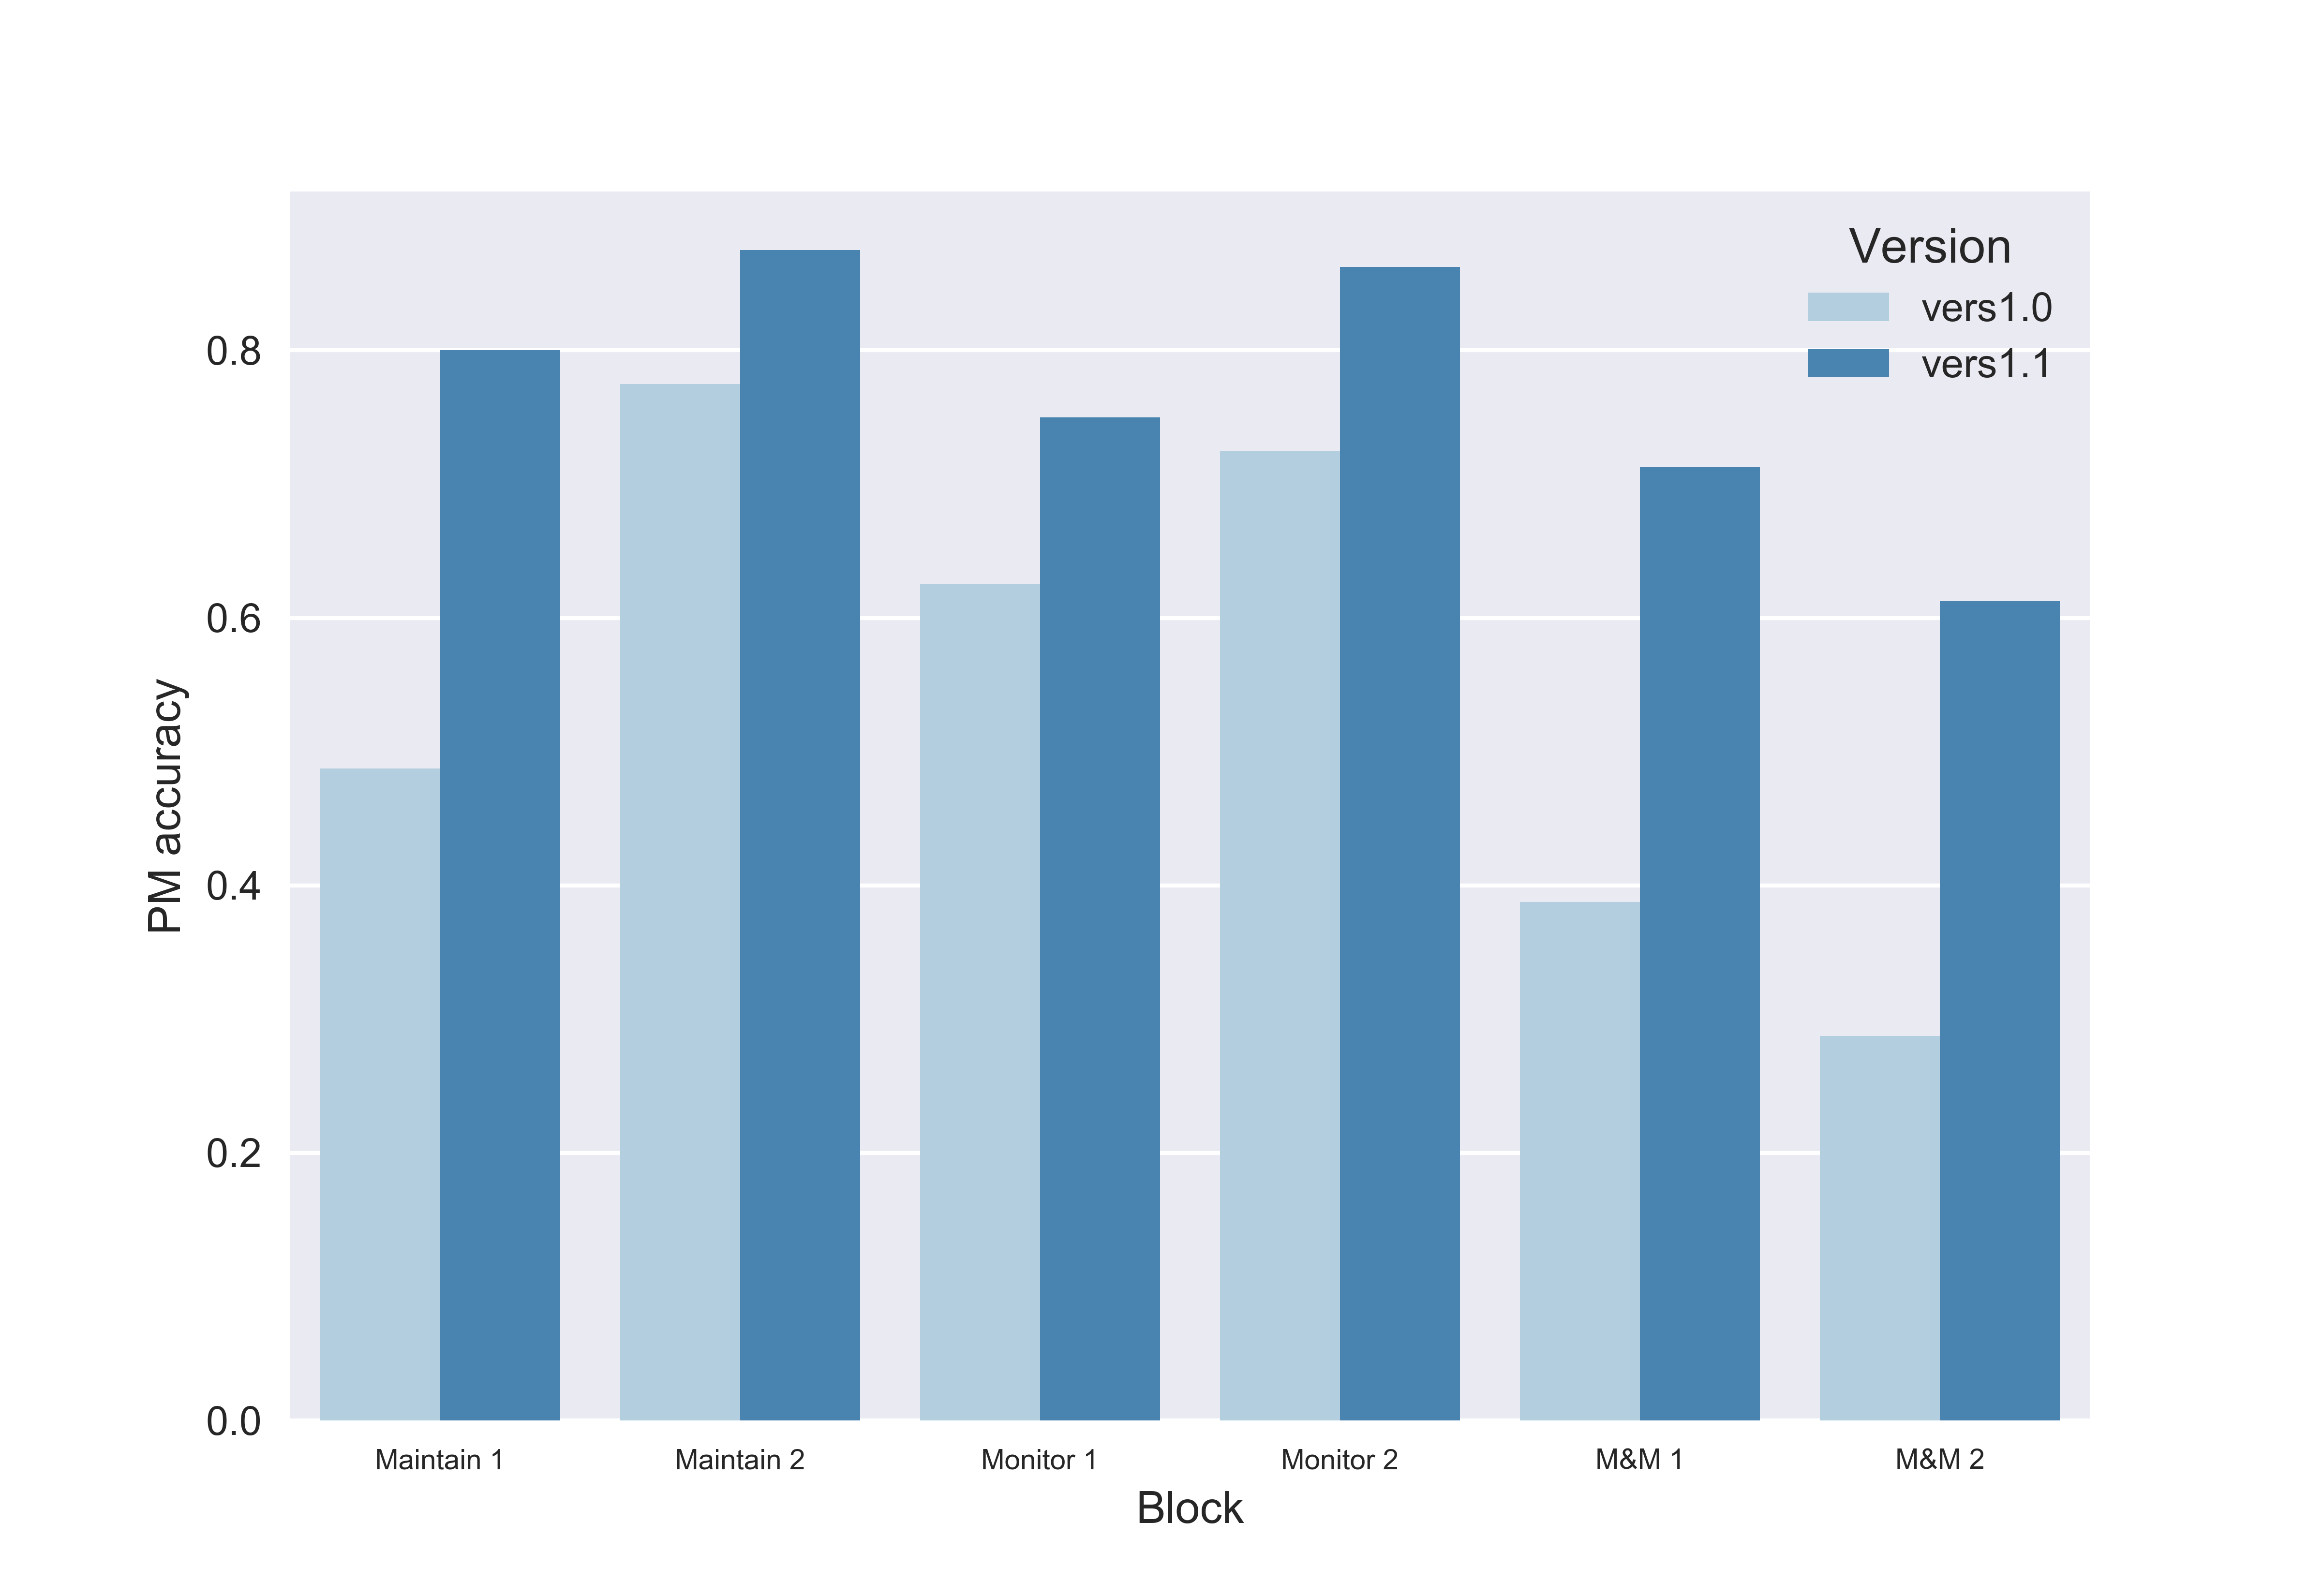 Version
vers1.0
vers1.1
0.8
0.6
0.4
0.2
0.0
PM accuracy
Maintain 1 Maintain 2 Monitor 1 Monitor 2 M&M 1 M&M 2
Block